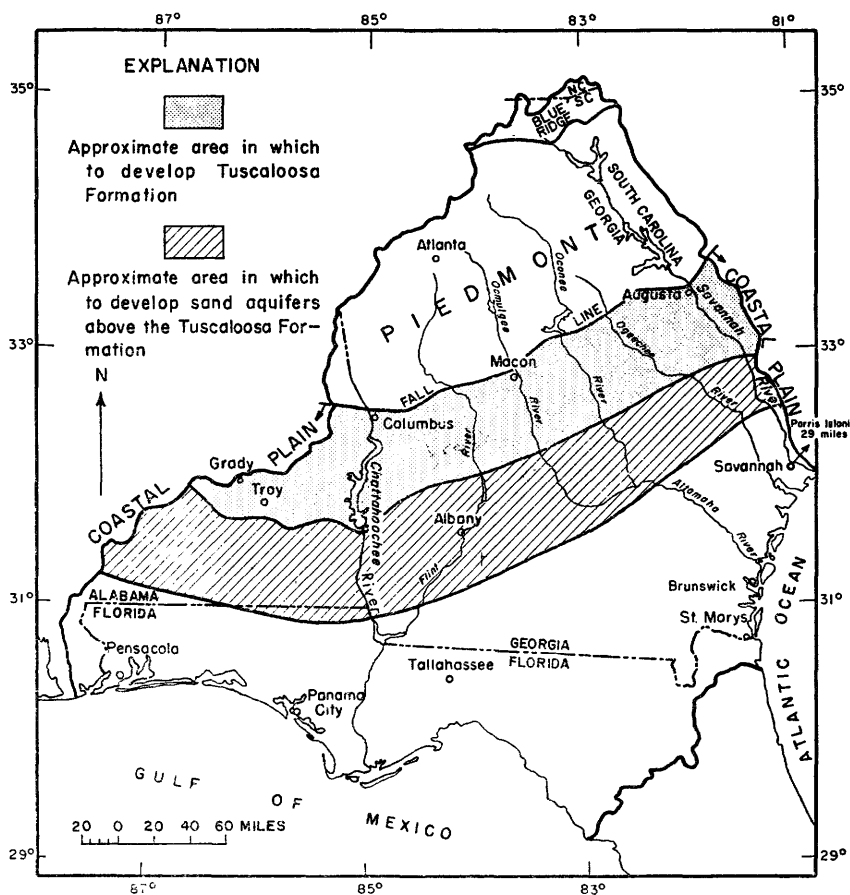 87° 85° 83° 81°
35° 35°
EXPLANATION
Approximate area in which
to develop Tuscaloosa
Formation
Approximate area in which
to develop sand aquifers
above the Tuscaloosa For-
mation
N
N.C.
S.C.
BLUE
RIDGE
SOUTH CAROLINA
GEORGIA
PIEDMONT
Atlanta
Ocmulgee
River
Oconee
River
Augusta
Savannah
River
Ogeechee
River
COASTAL PLAIN
33° 33°
FALL LINE
Macon
Columbus
River
Parris Island
29 miles
Savannah
Grady
Troy
COASTAL PLAIN
Chattahoochee
River
Albany
Flint
Altamaha
River
Brunswick
St. Marys
31° 31°
ALABAMA
FLORIDA
GEORGIA
FLORIDA
Pensacola
Tallahassee
Panama
City
ATLANTIC OCEAN
GULF
OF
MEXICO
20 0 20 40 60 MILES
29° 29°
87° 85° 83°